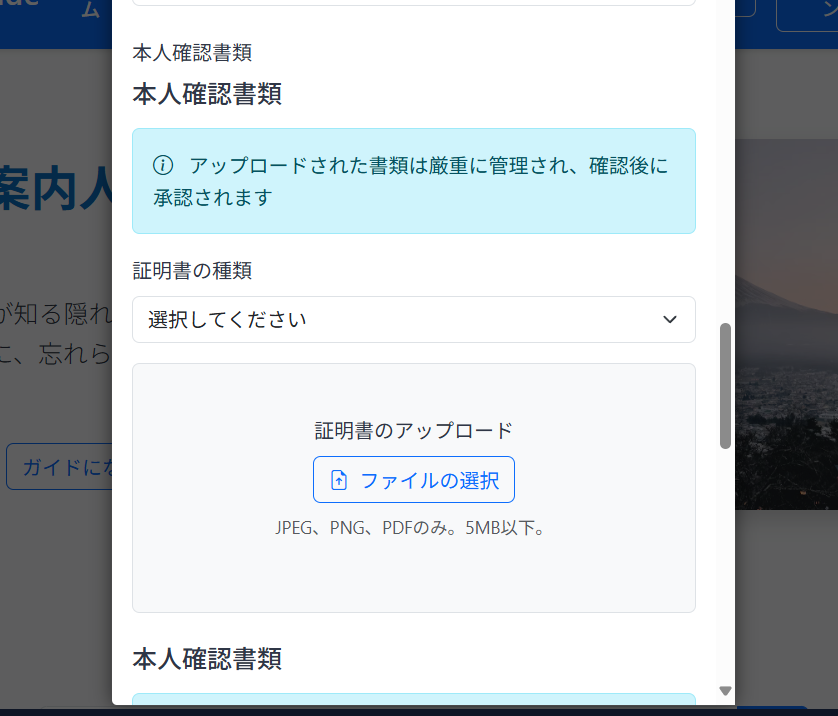 ム
本人確認書類
本人確認書類
アップロードされた書類は厳重に管理され、確認後に
承認されます
案内人
証明書の種類
選択してください
が知る隠れ
に、忘れら
証明書のアップロード
ガイドにな
ファイルの選択
JPEG、PNG、PDFのみ。5MB以下。
本人確認書類